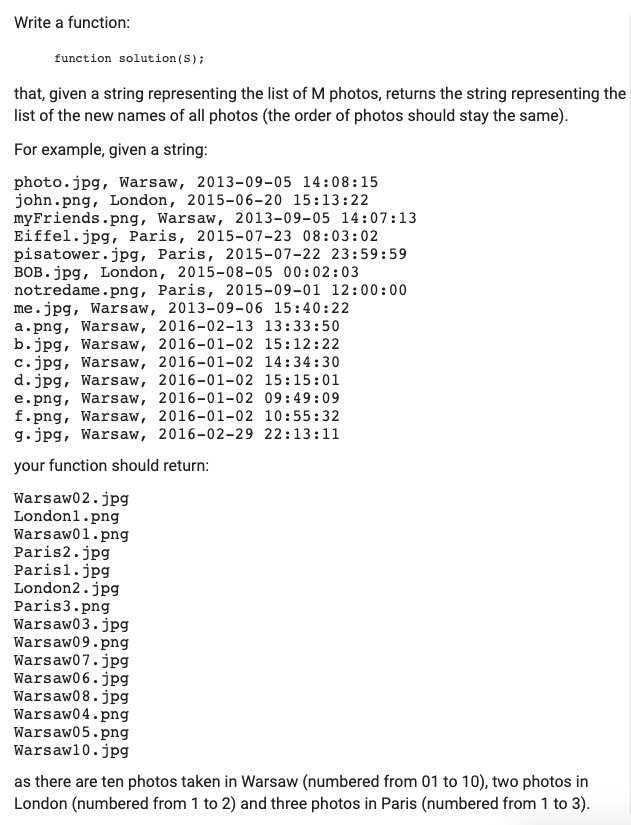 Write a function:
function solution(S);
that, given a string representing the list of M photos, returns the string representing the
list of the new names of all photos (the order of photos should stay the same).
For example, given a string:
photo.jpg, Warsaw, 2013-09-05 14:08:15
john.png, London, 2015-06-20 15:13:22
myFriends.png, Warsaw, 2013-09-05 14:07:13
Eiffel.jpg, Paris, 2015-07-23 08:03:02
pisatower.jpg, Paris, 2015-07-22 23:59:59
BOB.jpg, London, 2015-08-05 00:02:03
notredame.png, Paris, 2015-09-01 12:00:00
me.jpg, Warsaw, 2013-09-06 15:40:22
a.png, Warsaw, 2016-02-13 13:33:50
b.jpg, Warsaw, 2016-01-02 15:12:22
c.jpg, Warsaw, 2016-01-02 14:34:30
d.jpg, Warsaw, 2016-01-02 15:15:01
e.png, Warsaw, 2016-01-02 09:49:09
f.png, Warsaw, 2016-01-02 10:55:32
g.jpg, Warsaw, 2016-02-29 22:13:11
your function should return:
Warsaw02.jpg
London1.png
Warsaw01.png
Paris2.jpg
Paris1.jpg
London2.jpg
Paris3.png
Warsaw03.jpg
Warsaw09.png
Warsaw07.jpg
Warsaw06.jpg
Warsaw08.jpg
Warsaw04.png
Warsaw05.png
Warsaw10.jpg
as there are ten photos taken in Warsaw (numbered from 01 to 10), two photos in
London (numbered from 1 to 2) and three photos in Paris (numbered from 1 to 3).